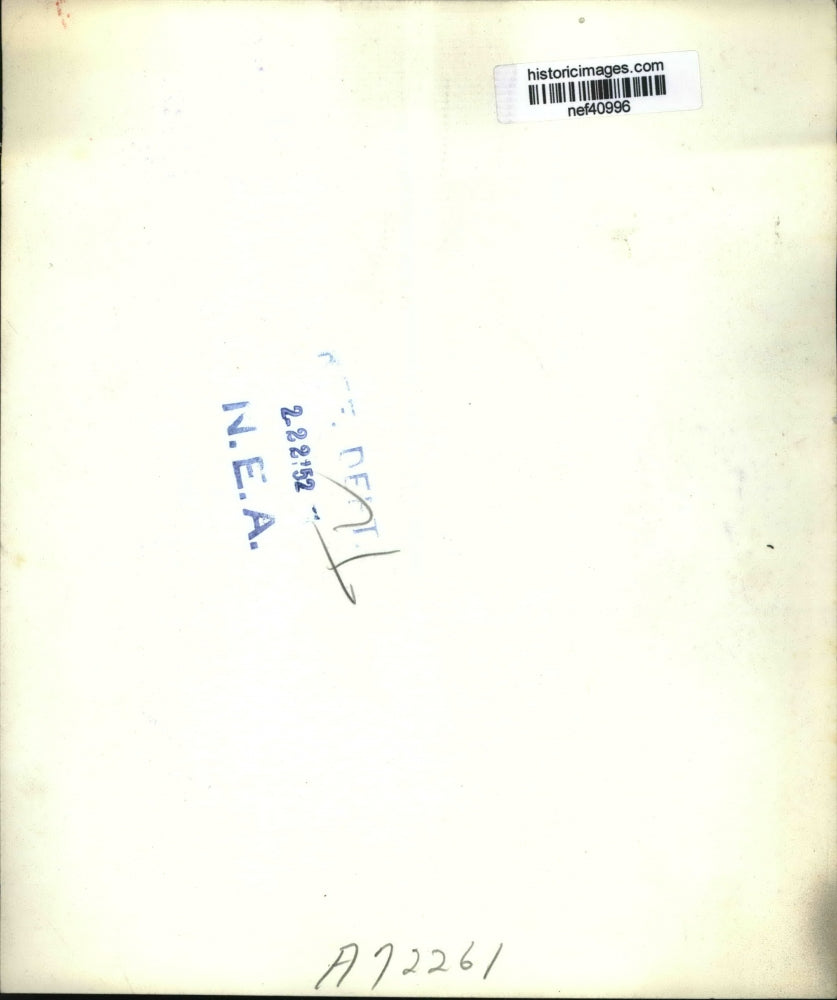 historicimages.com
nef40996
DEPT.
2 22 '52
N.E.A.
A72261